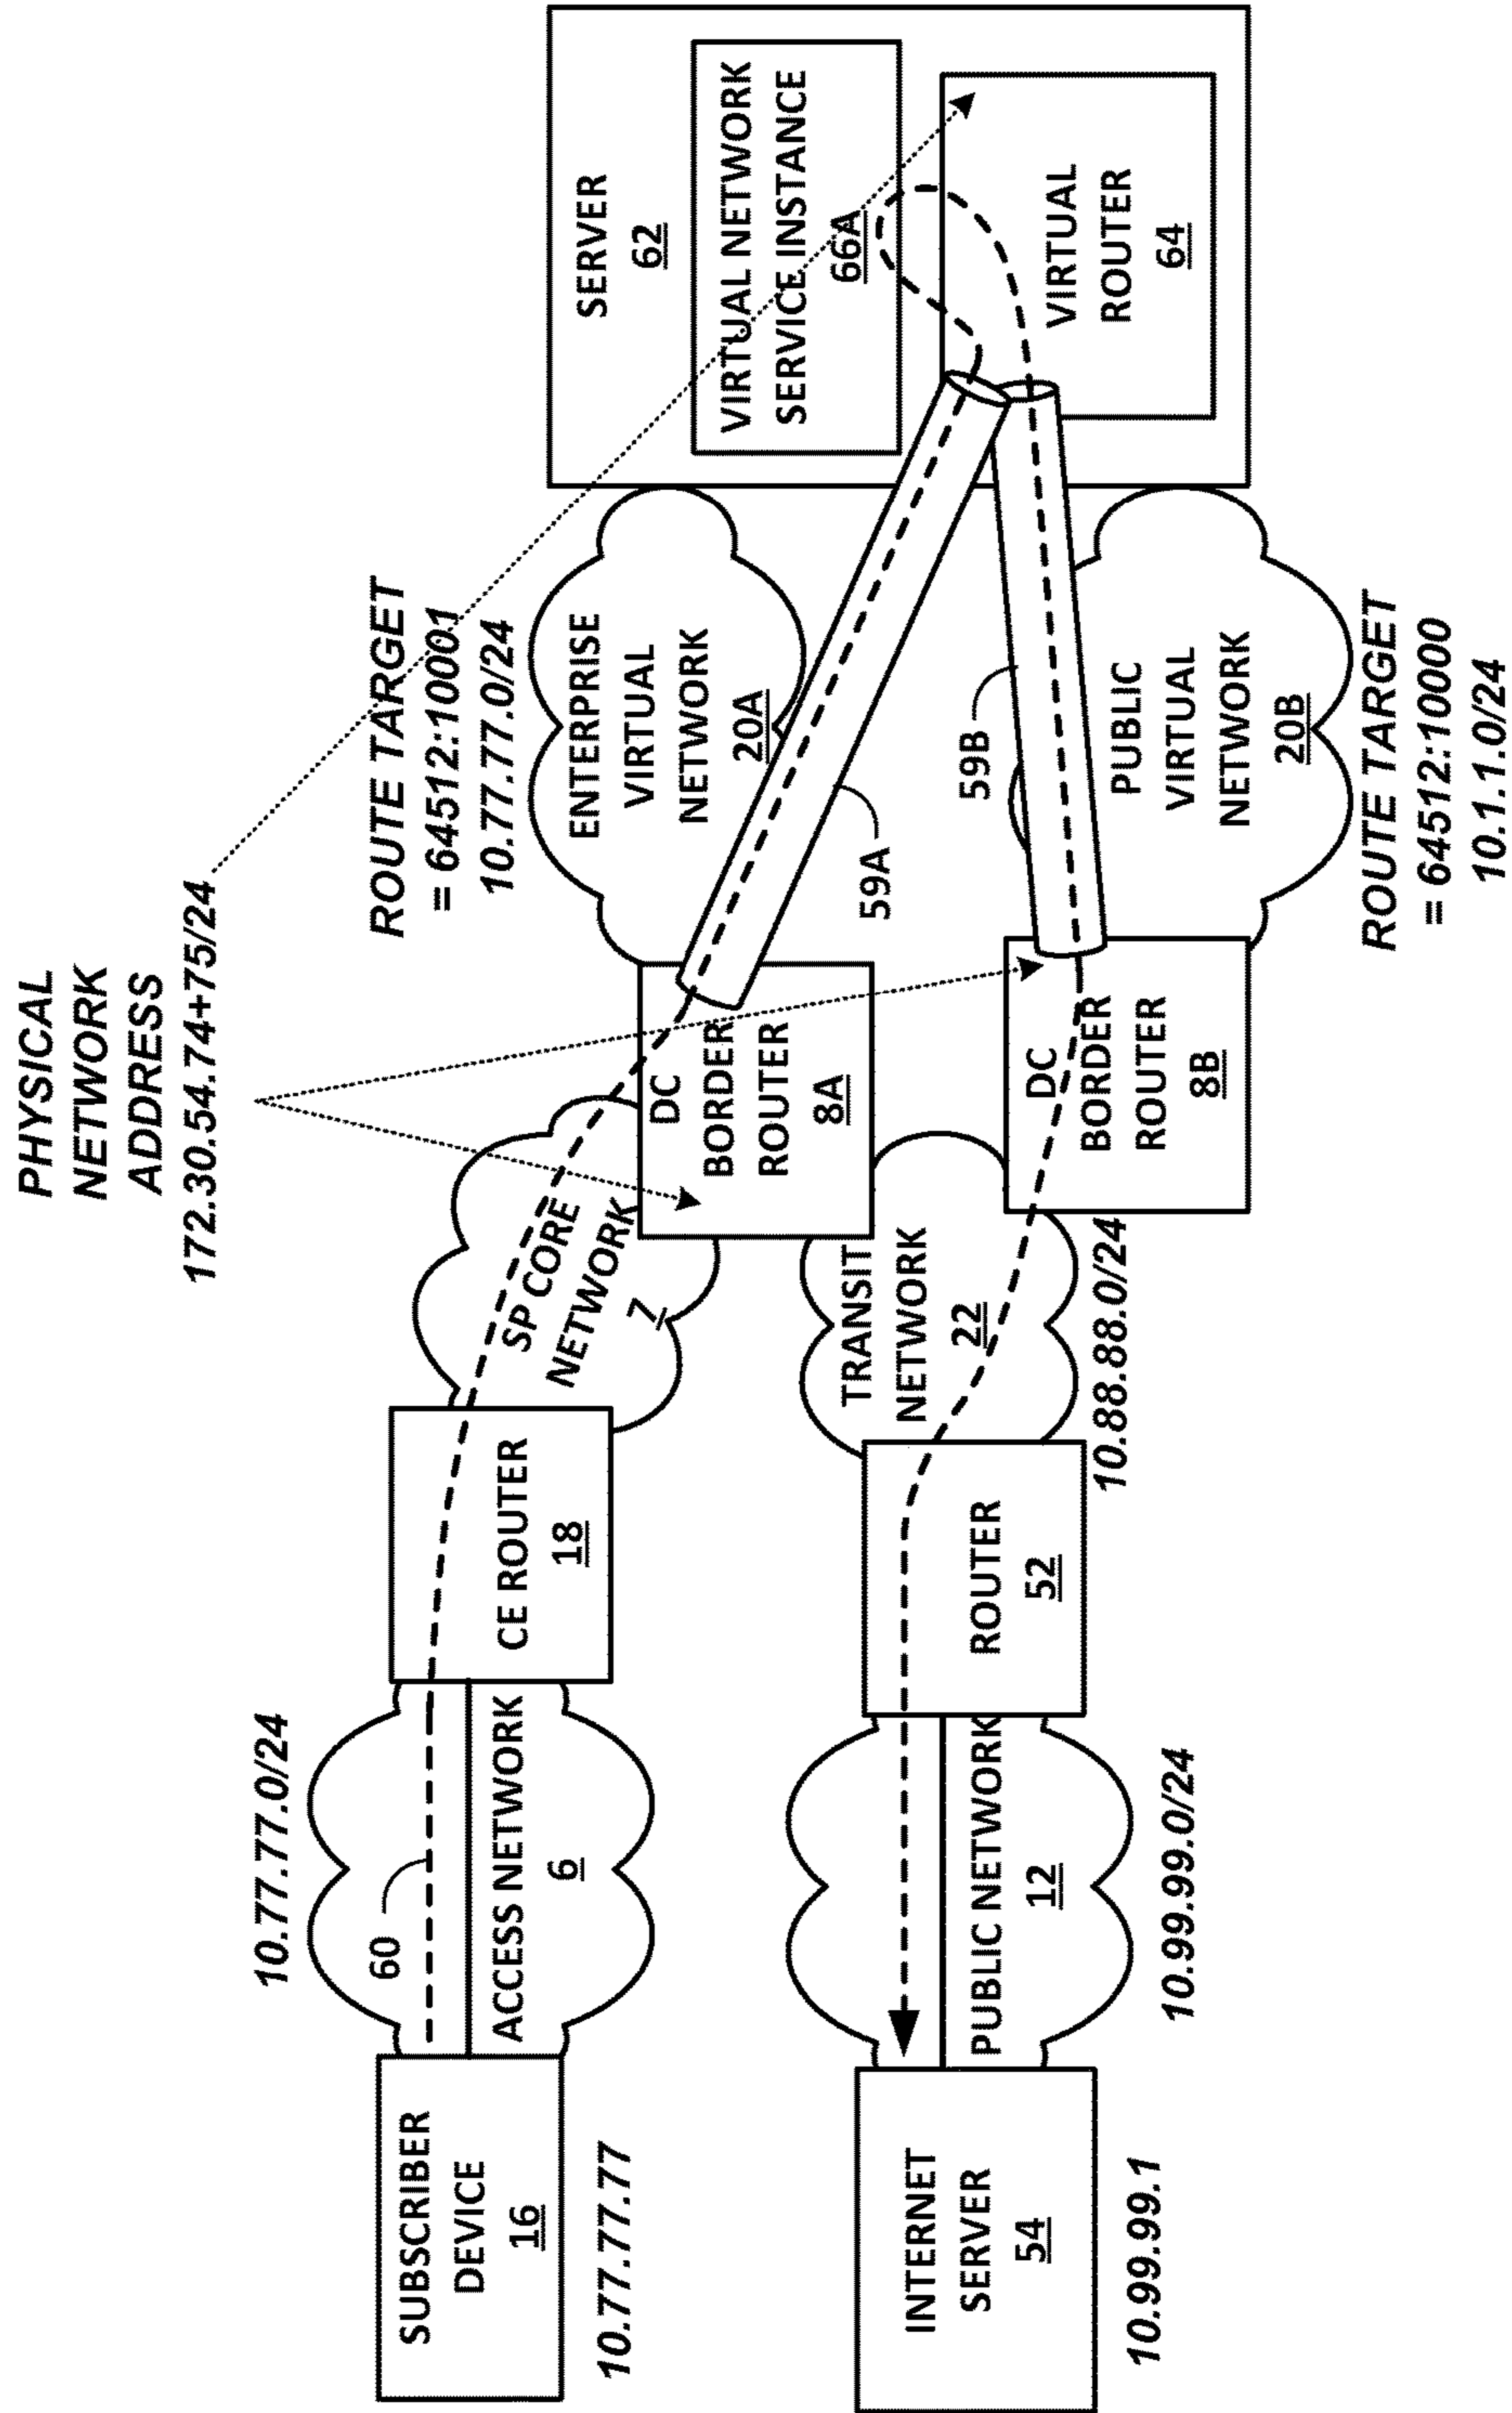 PHYSICAL
NETWORK
ADDRESS
172.30.54.74+75/24
10.77.77.0/24
60
SUBSCRIBER
DEVICE
16
10.77.77.77
ACCESS NETWORK
6
CE ROUTER
18
SP CORE
NETWORK
7
DC
BORDER
ROUTER
8A
ROUTE TARGET
= 64512:10001
10.77.777.0/24
ENTERPRISE
VIRTUAL
NETWORK
20A
59A
SERVER
62
VIRTUAL NETWORK
SERVICE INSTANCE
66A
INTERNET
SERVER
54
10.99.99.1
PUBLIC NETWORK
12
10.99.99.0/24
ROUTER
52
TRANSIT
NETWORK
22
10.88.88.0/24
DC
BORDER
ROUTER
8B
59B
PUBLIC
VIRTUAL
NETWORK
20B
ROUTE TARGET
= 64512:10000
10.1.1.0/24
VIRTUAL
ROUTER
64